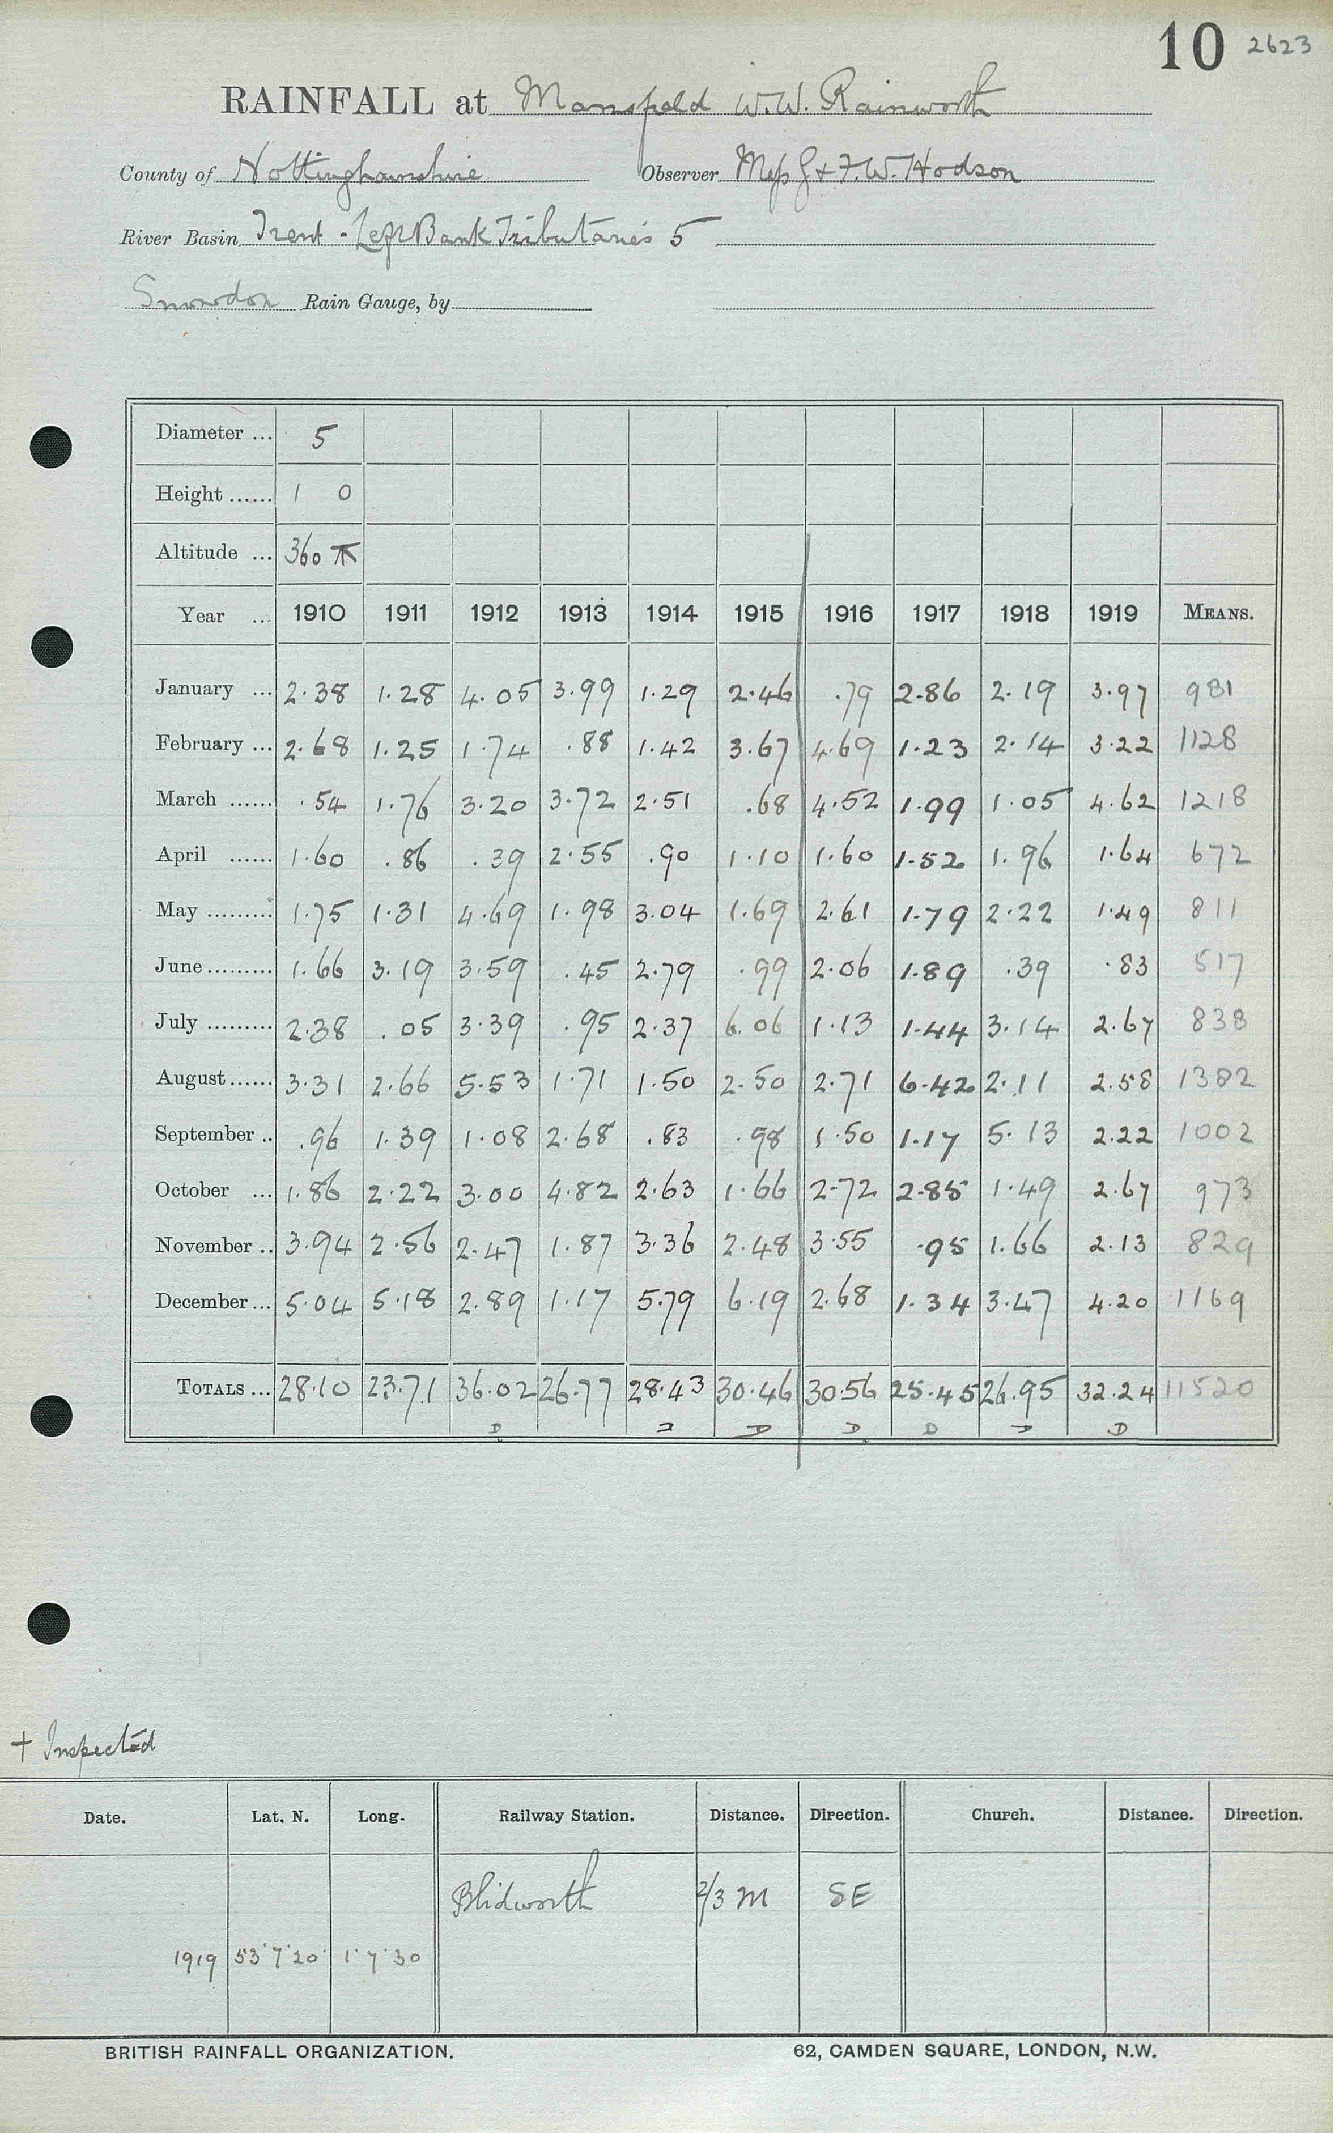 10 2623
RAINFALL at Mansfield W.W. Rainworth
County of Nottinghamshire Observer Mess J & F.W. Hodson
River Basin Trent - Left Bank Tributaries 5
Snowdon Rain Gauge, by
Diameter ... 5
Height ...... 1 0
Altitude ... 360
Year ... 1910 1911 1912 1913 1914 1915 1916 1917 1918 1919 MEANS.
January ... 2.38 1.28 4.05 3.99 1.29 2.46 .79 2.86 2.19 3.97 981
February ... 2.68 1.25 1.74 .88 1.42 3.67 4.69 1.23 2.14 3.22 1128
March ...... .54 1.76 3.20 3.72 2.51 .68 4.52 1.99 1.05 4.62 1218
April ...... 1.60 .86 .39 2.55 .90 1.10 1.60 1.52 1.96 1.64 672
May ......... 1.75 1.31 4.69 1.98 3.04 1.69 2.61 1.79 2.22 1.49 811
June ......... 1.66 3.19 3.59 .45 2.79 .99 2.06 1.89 .39 .83 517
July ......... 2.38 .05 3.39 .95 2.37 6.06 1.13 1.44 3.14 2.67 838
August ...... 3.31 2.66 5.53 1.71 1.50 2.50 2.71 6.42 2.11 2.58 1382
September .. .96 1.39 1.08 2.68 .83 .98 1.50 1.17 5.13 2.22 1002
October ... 1.86 2.22 3.00 4.82 2.63 1.66 2.72 2.85 1.49 2.67 973
November .. 3.94 2.56 2.47 1.87 3.36 2.48 3.55 .95 1.66 2.13 829
December ... 5.04 5.18 2.89 1.17 5.79 6.19 2.68 1.34 3.47 4.20 1169
TOTALS ... 28.10 23.71 36.02 26.77 28.43 30.46 30.56 25.45 26.95 32.24 11520
D D D D D D D
+ Inspected
Date. Lat. N. Long. Railway Station. Distance. Direction. Church. Distance. Direction.
Blidworth 2/3 m SE
1919 53°7'20" 1°7'30
BRITISH RAINFALL ORGANIZATION. 62, CAMDEN SQUARE, LONDON, N.W.